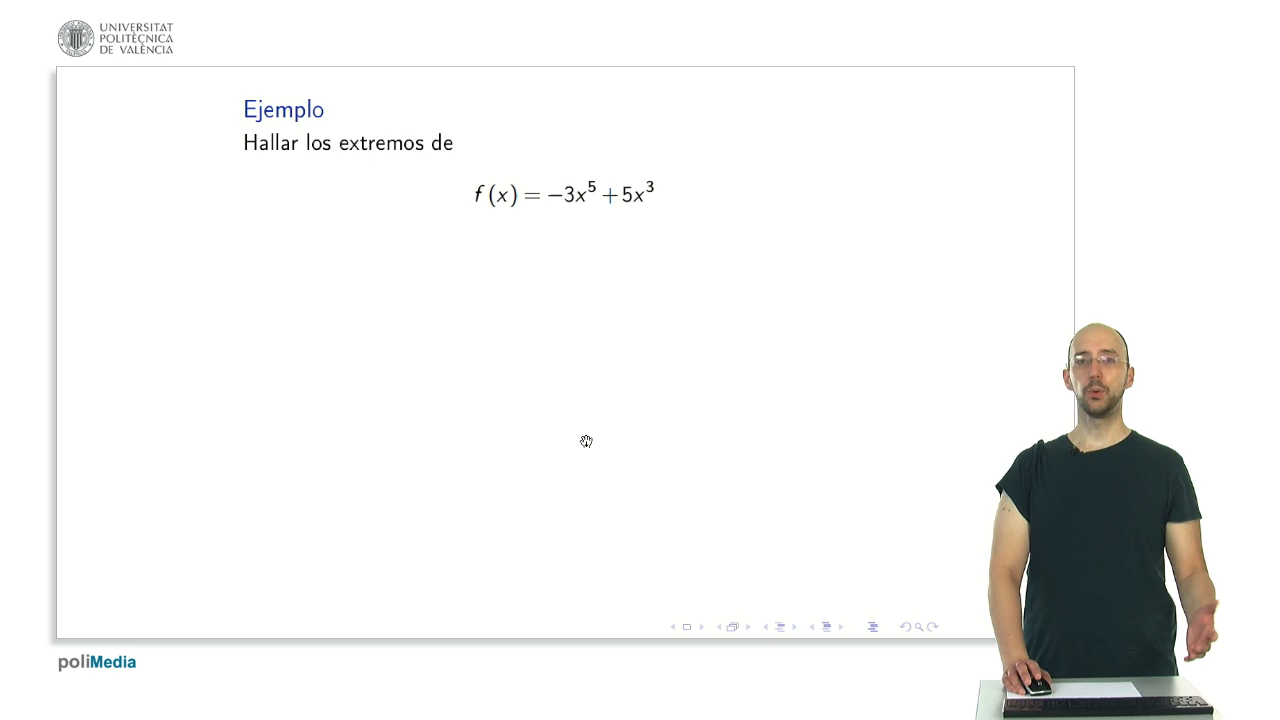 UNIVERSITAT
POLITÈCNICA
DE VALÈNCIA
Ejemplo
Hallar los extremos de
f (x) = −3x⁵ + 5x³
poliMedia